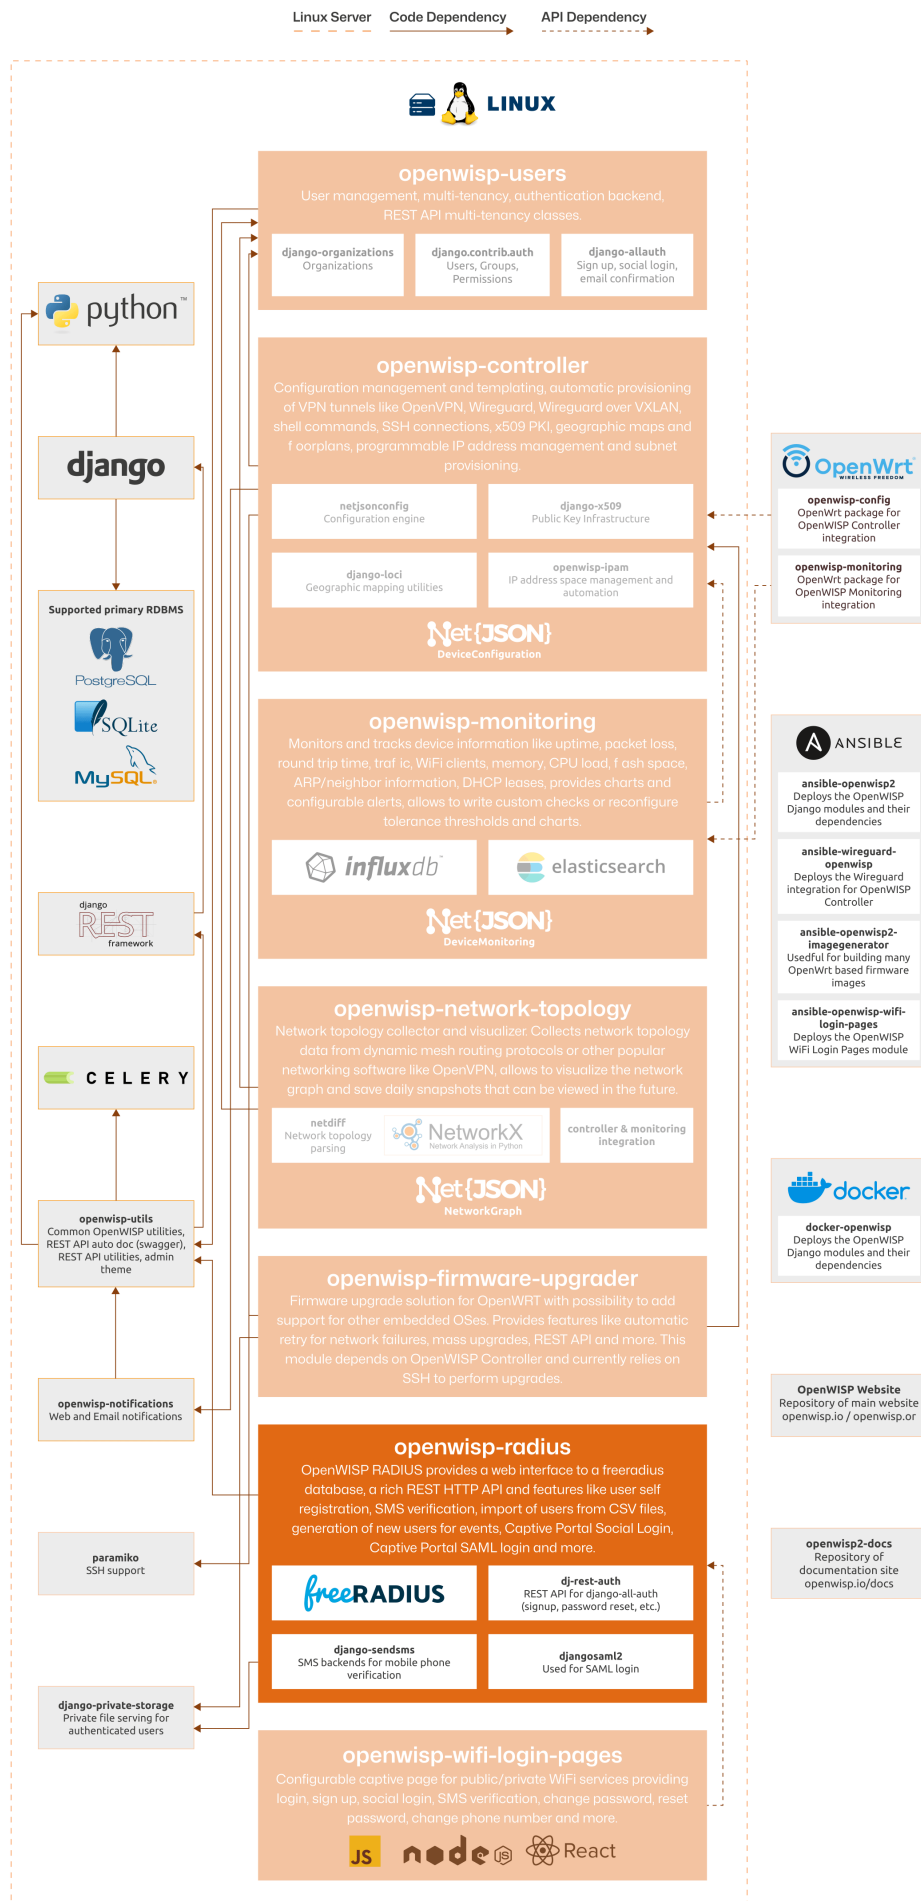 Linux Server
Code Dependency
API Dependency
LINUX
openwisp-users
User management, multi-tenancy, authentication backend,
REST API multi-tenancy classes.
django-organizations
Organizations
django.contrib.auth
Users, Groups,
Permissions
django-allauth
Sign up, social login,
email confirmation
python™
openwisp-controller
Configuration management and templating, automatic provisioning
of VPN tunnels like OpenVPN, Wireguard, Wireguard over VXLAN,
shell commands, SSH connections, x509 PKI, geographic maps and
f oorplans, programmable IP address management and subnet
provisioning.
netjsonconfig
Configuration engine
django-x509
Public Key Infrastructure
django-loci
Geographic mapping utilities
openwisp-ipam
IP address space management and
automation
Net{JSON}
DeviceConfiguration
django
Supported primary RDBMS
PostgreSQL
SQLite
MySQL®
OpenWrt
WIRELESS FREEDOM
openwisp-config
OpenWrt package for
OpenWISP Controller
integration
openwisp-monitoring
OpenWrt package for
OpenWISP Monitoring
integration
openwisp-monitoring
Monitors and tracks device information like uptime, packet loss,
round trip time, traf ic, WiFi clients, memory, CPU load, f ash space,
ARP/neighbor information, DHCP leases, provides charts and
configurable alerts, allows to write custom checks or reconfigure
tolerance thresholds and charts.
influxdb
elasticsearch
Net{JSON}
DeviceMonitoring
ANSIBLE
ansible-openwisp2
Deploys the OpenWISP
Django modules and their
dependencies
ansible-wireguard-
openwisp
Deploys the Wireguard
integration for OpenWISP
Controller
ansible-openwisp2-
imagegenerator
Usedful for building many
OpenWrt based firmware
images
ansible-openwisp-wifi-
login-pages
Deploys the OpenWISP
WiFi Login Pages module
django
REST
framework
openwisp-network-topology
Network topology collector and visualizer. Collects network topology
data from dynamic mesh routing protocols or other popular
networking software like OpenVPN, allows to visualize the network
graph and save daily snapshots that can be viewed in the future.
netdiff
Network topology
parsing
NetworkX
Network Analysis in Python
controller & monitoring
integration
Net{JSON}
NetworkGraph
CELERY
openwisp-utils
Common OpenWISP utilities,
REST API auto doc (swagger),
REST API utilities, admin
theme
docker
docker-openwisp
Deploys the OpenWISP
Django modules and their
dependencies
openwisp-firmware-upgrader
Firmware upgrade solution for OpenWRT with possibility to add
support for other embedded OSes. Provides features like automatic
retry for network failures, mass upgrades, REST API and more. This
module depends on OpenWISP Controller and currently relies on
SSH to perform upgrades.
openwisp-notifications
Web and Email notifications
OpenWISP Website
Repository of main website
openwisp.io / openwisp.or
openwisp-radius
OpenWISP RADIUS provides a web interface to a freeradius
database, a rich REST HTTP API and features like user self
registration, SMS verification, import of users from CSV files,
generation of new users for events, Captive Portal Social Login,
Captive Portal SAML login and more.
freeRADIUS
dj-rest-auth
REST API for django-all-auth
(signup, password reset, etc.)
django-sendsms
SMS backends for mobile phone
verification
djangosaml2
Used for SAML login
paramiko
SSH support
openwisp2-docs
Repository of
documentation site
openwisp.io/docs
django-private-storage
Private file serving for
authenticated users
openwisp-wifi-login-pages
Configurable captive page for public/private WiFi services providing
login, sign up, social login, SMS verification, change password, reset
password, change phone number and more.
JS
node JS
React